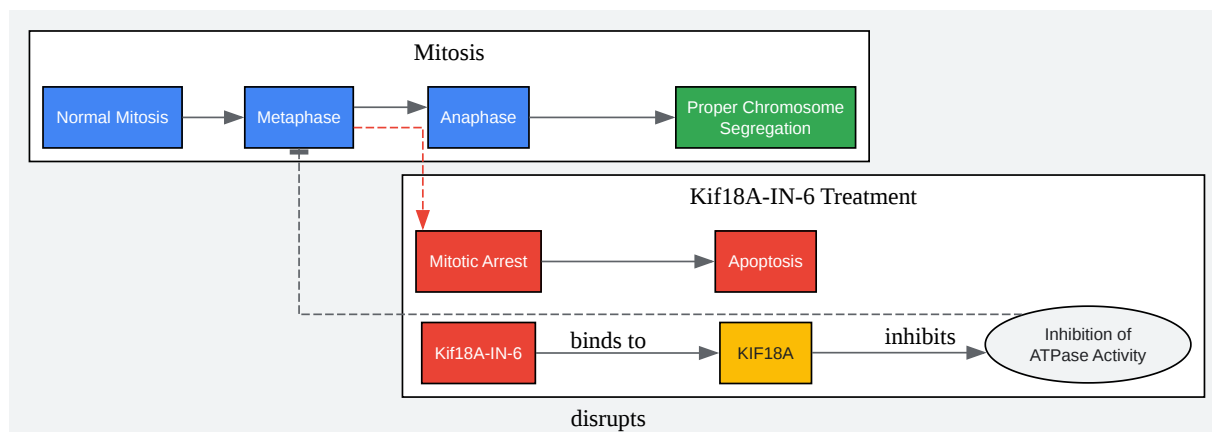 Mitosis
Normal Mitosis
Metaphase
Anaphase
Proper Chromosome
Segregation
Kif18A-IN-6 Treatment
Mitotic Arrest
Apoptosis
Kif18A-IN-6
binds to
KIF18A
inhibits
Inhibition of
ATPase Activity
disrupts